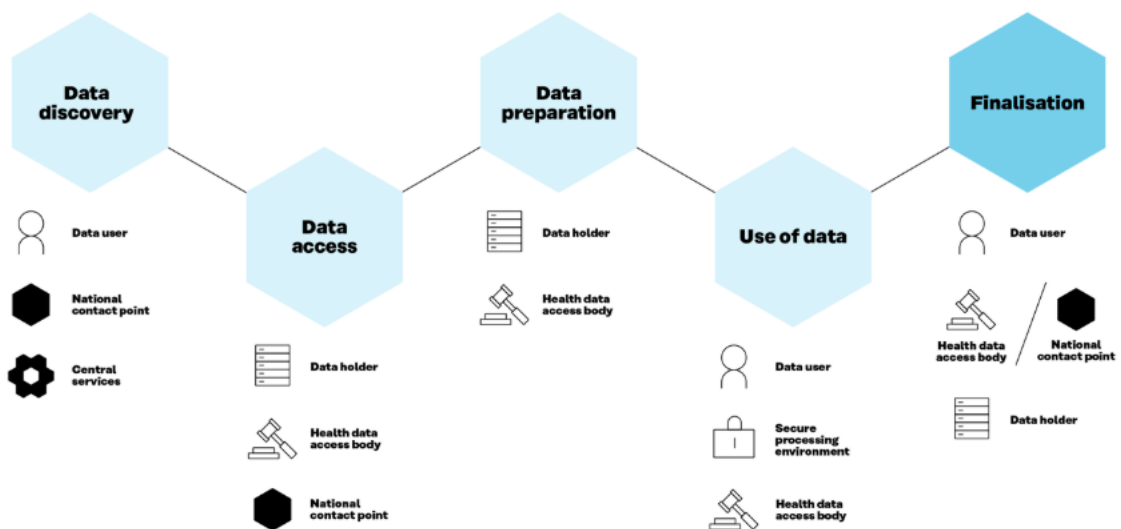 Data
discovery
Data user
National
contact point
Central
services
Data
access
Data holder
Health data
access body
National
contact point
Data
preparation
Data holder
Health data
access body
Use of data
Data user
Secure
processing
environment
Health data
access body
Finalisation
Data user
Health data
access body
National
contact point
Data holder